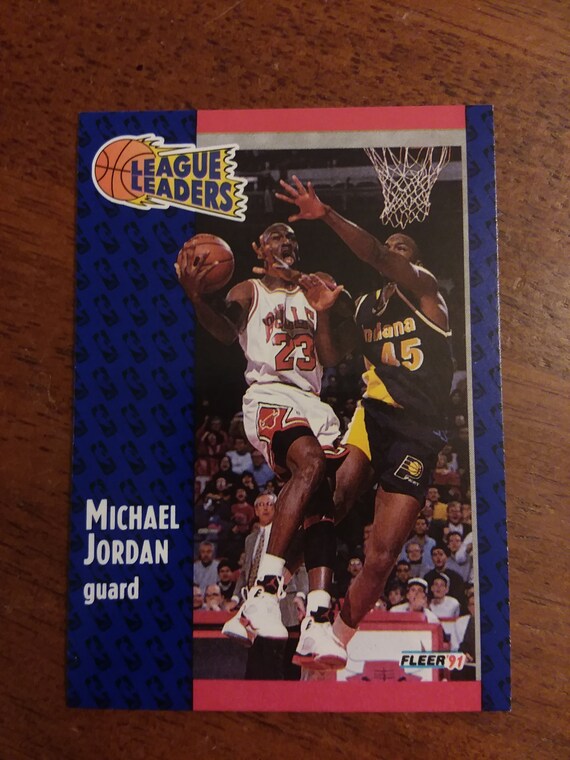 LEAGUE
LEADERS
BULLS
23
Indiana
45
MICHAEL
JORDAN
guard
FLEER '91